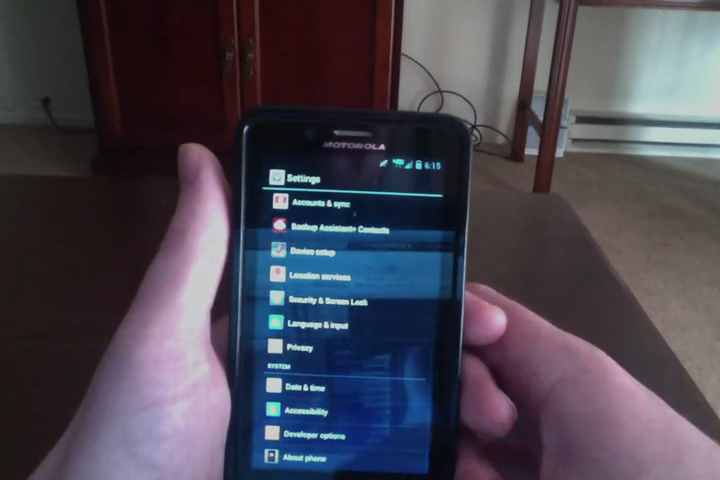 MOTOROLA
6:15
Settings
Accounts & sync
Backup Assistant+ Contacts
Device setup
Location services
Security & Screen Lock
Language & input
Privacy
SYSTEM
Date & time
Accessibility
Developer options
About phone